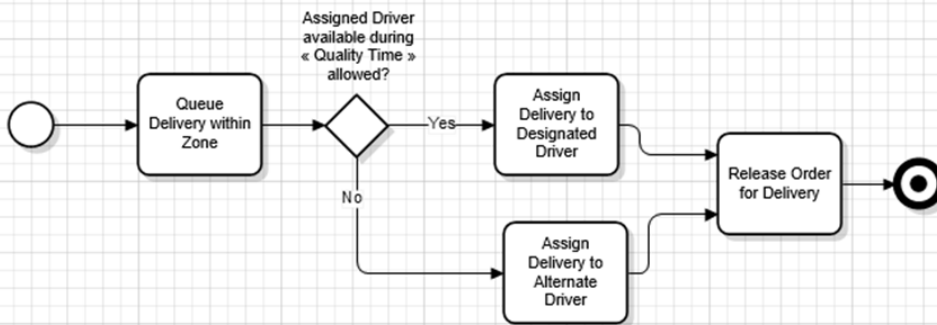 Assigned Driver
available during
« Quality Time »
allowed?
Queue
Delivery within
Zone
Yes
Assign
Delivery to
Designated
Driver
Release Order
for Delivery
No
Assign
Delivery to
Alternate
Driver